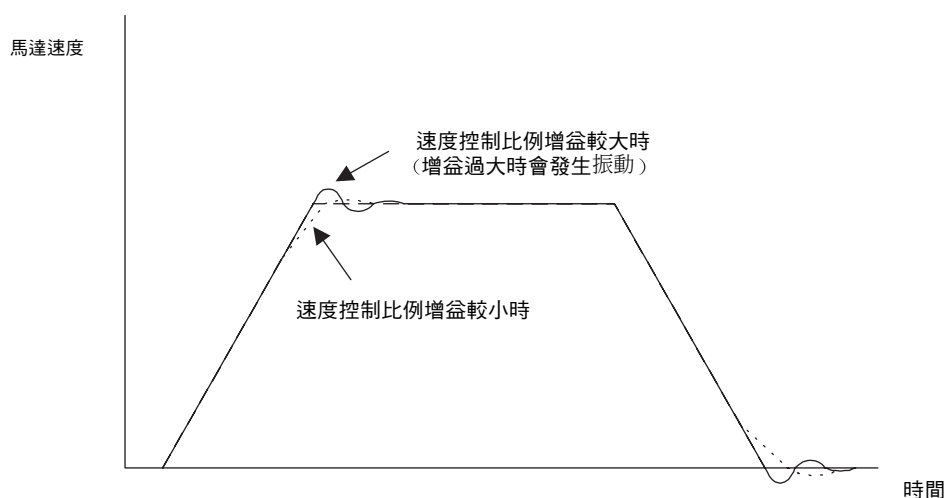 馬達速度
速度控制比例增益較大時
（增益過大時會發生振動）
速度控制比例增益較小時
時間